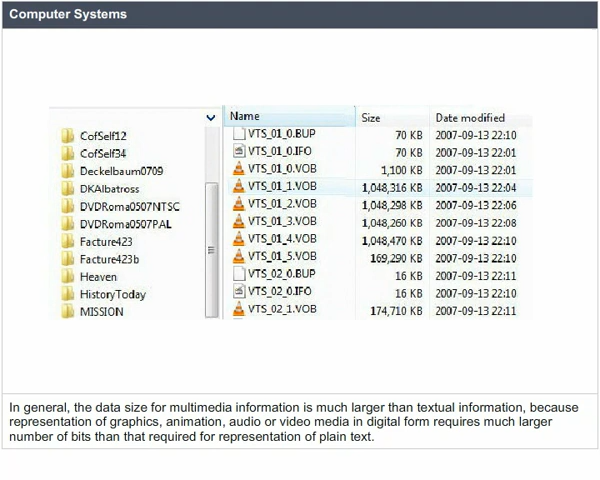 Computer Systems
Name Size Date modified
CofSelf12
CofSelf34
Deckelbaum0709
DKAlbatross
DVDRoma0507NTSC
DVDRoma0507PAL
Facture423
Facture423b
Heaven
HistoryToday
MISSION
VTS_01_0.BUP 70 KB 2007-09-13 22:10
VTS_01_0.IFO 70 KB 2007-09-13 22:01
VTS_01_0.VOB 1,100 KB 2007-09-13 22:01
VTS_01_1.VOB 1,048,316 KB 2007-09-13 22:04
VTS_01_2.VOB 1,048,298 KB 2007-09-13 22:06
VTS_01_3.VOB 1,048,260 KB 2007-09-13 22:08
VTS_01_4.VOB 1,048,470 KB 2007-09-13 22:10
VTS_01_5.VOB 169,290 KB 2007-09-13 22:10
VTS_02_0.BUP 16 KB 2007-09-13 22:11
VTS_02_0.IFO 16 KB 2007-09-13 22:10
VTS_02_1.VOB 174,710 KB 2007-09-13 22:11
In general, the data size for multimedia information is much larger than textual information, because
representation of graphics, animation, audio or video media in digital form requires much larger
number of bits than that required for representation of plain text.